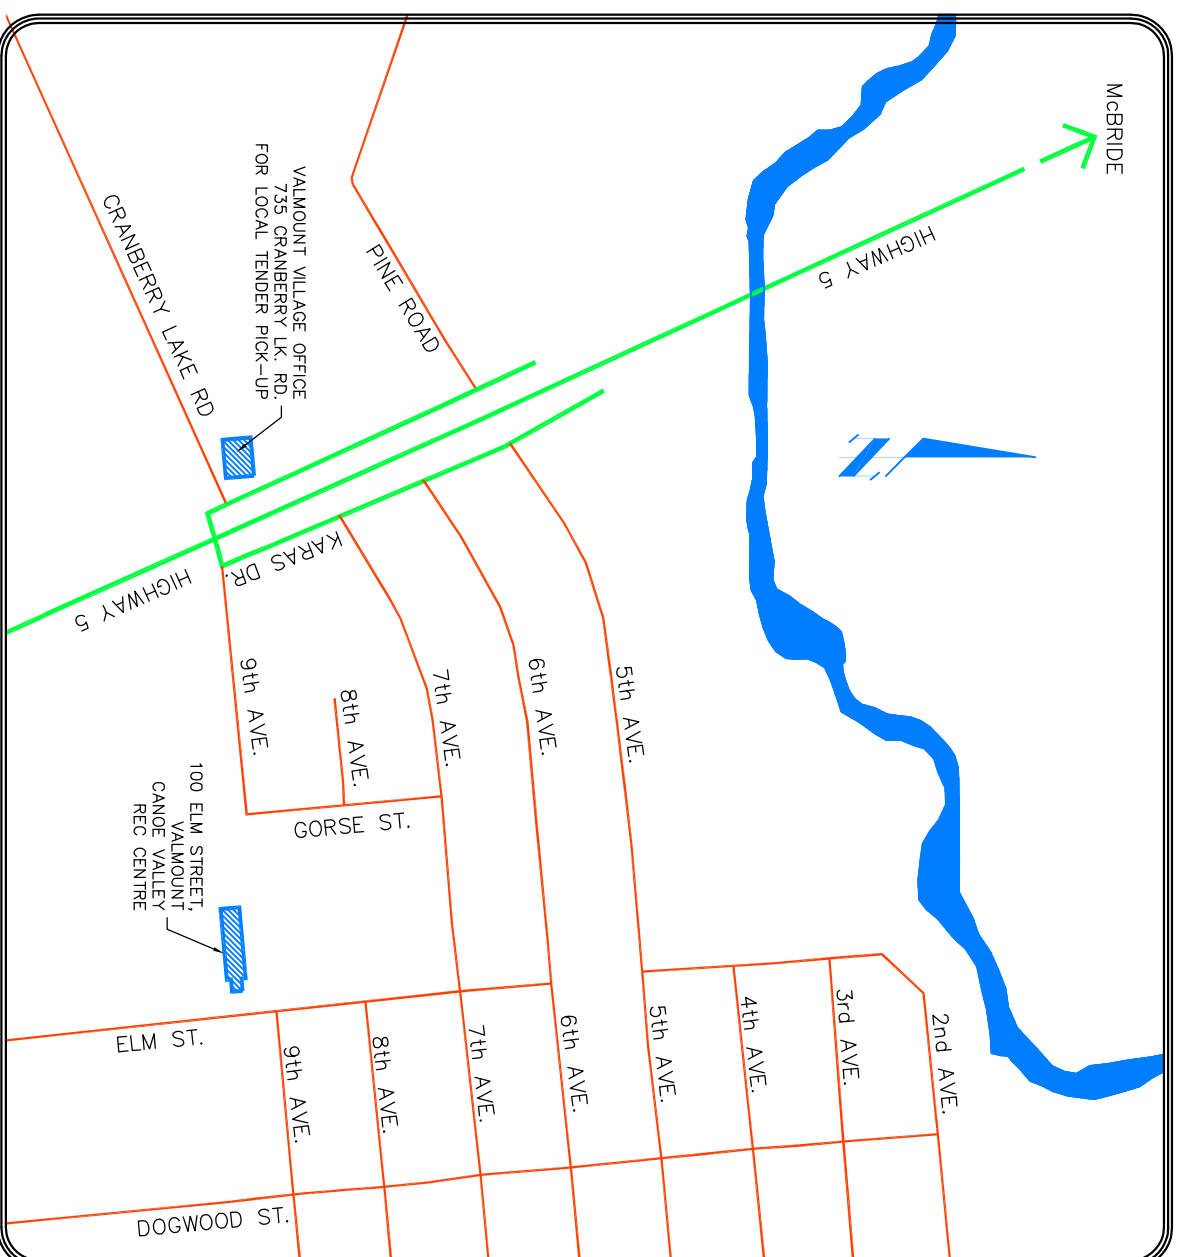 McBRIDE
HIGHWAY 5
PINE ROAD
CRANBERRY LAKE RD
VALMOUNT VILLAGE OFFICE
735 CRANBERRY LK. RD.
FOR LOCAL TENDER PICK-UP
KARAS DR.
HIGHWAY 5
5th AVE.
6th AVE.
7th AVE.
8th AVE.
9th AVE.
GORSE ST.
100 ELM STREET,
VALMOUNT
CANOE VALLEY
REC CENTRE
ELM ST.
2nd AVE.
3rd AVE.
4th AVE.
5th AVE.
6th AVE.
7th AVE.
8th AVE.
9th AVE.
DOGWOOD ST.